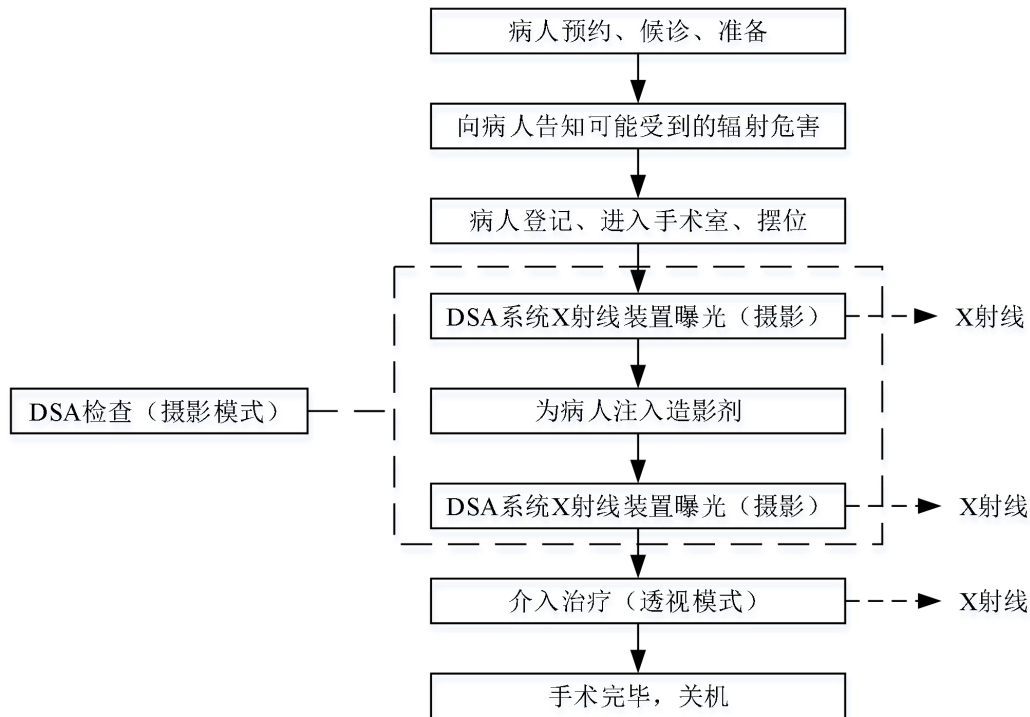 病人预约、候诊、准备
向病人告知可能受到的辐射危害
病人登记、进入手术室、摆位
DSA系统X射线装置曝光（摄影）
X射线
DSA检查（摄影模式）
为病人注入造影剂
DSA系统X射线装置曝光（摄影）
X射线
介入治疗（透视模式）
X射线
手术完毕，关机